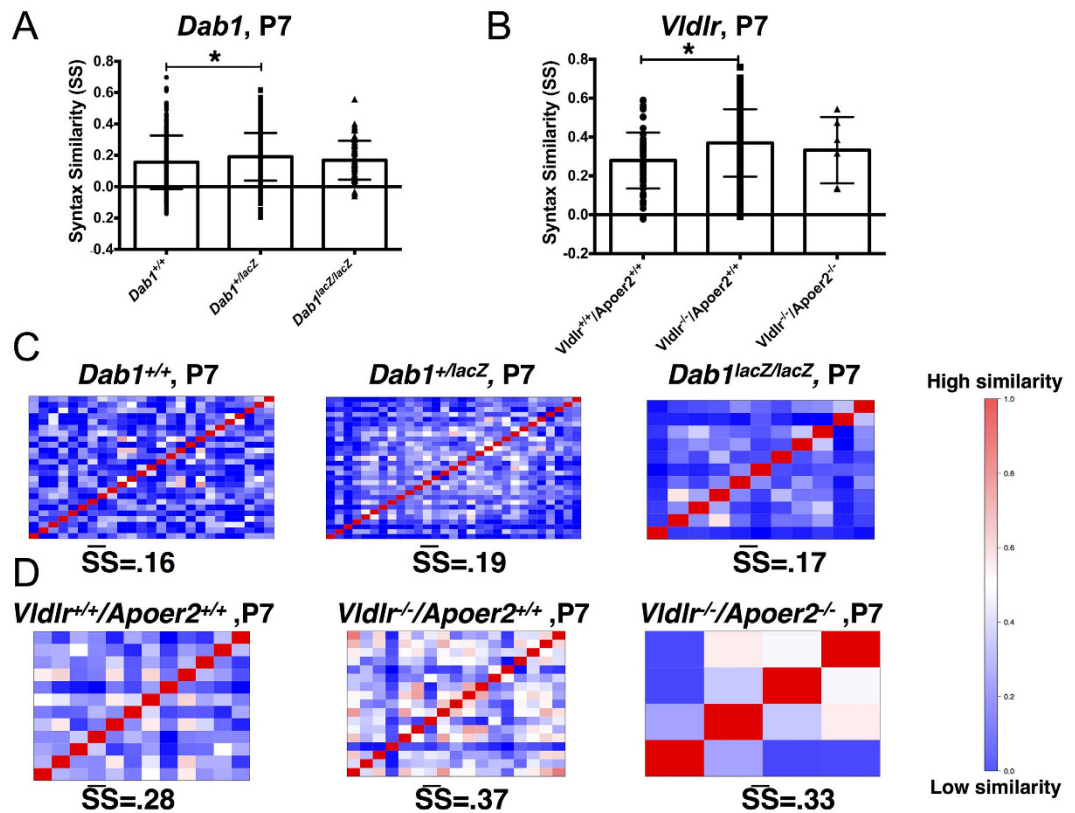 A
Dab1, P7
Syntax Similarity (SS)
0.8
0.6
0.4
0.2
0.0
0.2
-0.4
*
Dab1+/+
Dab1+/lacZ
Dab1lacZ/lacZ
B
Vldlr, P7
Syntax Similarity (SS)
0.8
0.6
0.4
0.2
0.0
-0.2
*
Vldlr+/+/Apoer2+/+
Vldlr-/-/Apoer2+/+
Vldlr-/-/Apoer2-/-
C
Dab1+/+, P7
Dab1+/lacZ, P7
Dab1lacZ/lacZ, P7
SS=.16
SS=.19
SS=.17
D
Vldlr+/+/Apoer2+/+ ,P7
Vldlr-/-/Apoer2+/+ ,P7
Vldlr-/-/Apoer2-/- ,P7
SS=.28
SS=.37
SS=.33
High similarity
1.0
0.8
0.6
0.4
0.2
0.0
Low similarity